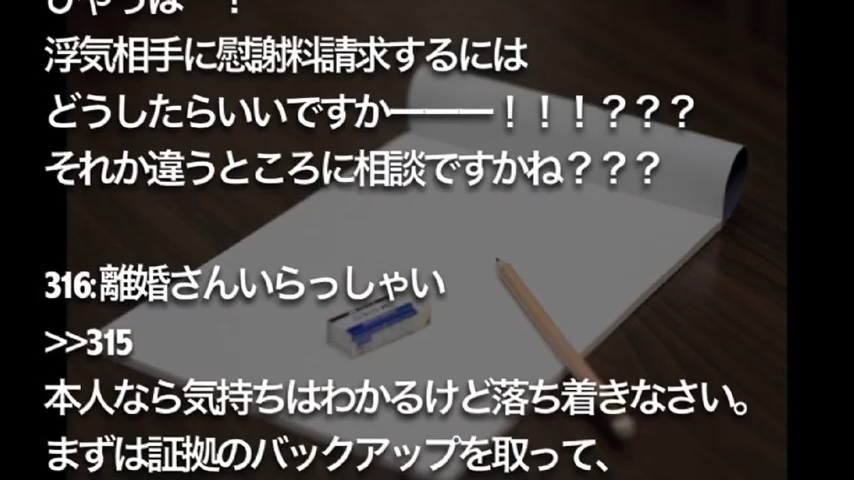 浮気相手に慰謝料請求するには
どうしたらいいですか━━━！！！？？？
それか違うところに相談ですかね？？？
316:離婚さんいらっしゃい
>>315
本人なら気持ちはわかるけど落ち着きなさい。
まずは証拠のバックアップを取って、